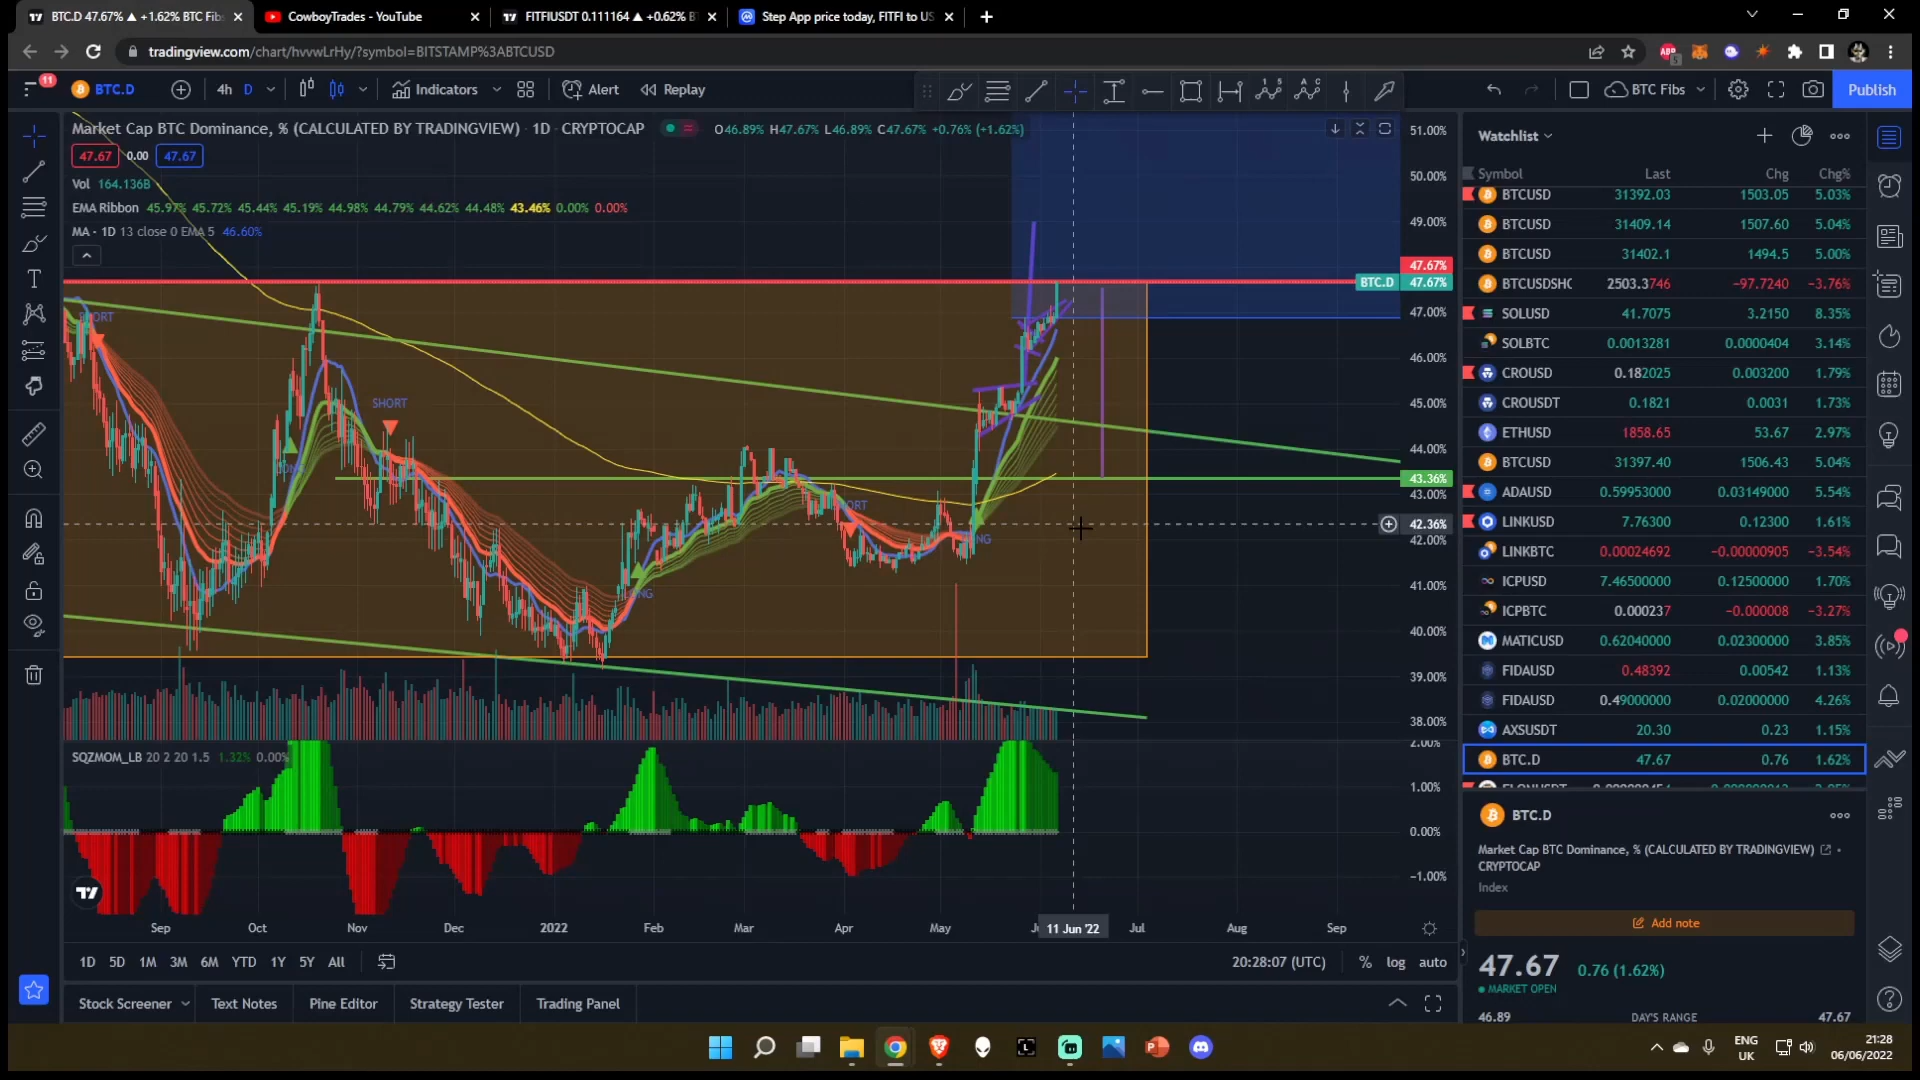 BTC.D 47.67% ▲ +1.62% BTC Fibs
CowboyTrades - YouTube
FITFIUSDT 0.111164 ▲ +0.62% B
Step App price today, FITFI to US
tradingview.com/chart/hvvwLrHy/?symbol=BITSTAMP%3ABTCUSD
11
BTC.D
4h
D
Indicators
Alert
Replay
BTC Fibs
Publish
Market Cap BTC Dominance, % (CALCULATED BY TRADINGVIEW) · 1D · CRYPTOCAP
O46.89% H47.67% L46.89% C47.67% +0.76% (+1.62%)
47.67 0.00 47.67
Vol 164.136B
EMA Ribbon 45.97% 45.72% 45.44% 45.19% 44.98% 44.79% 44.62% 44.48% 43.46% 0.00% 0.00%
MA · 1D 13 close 0 EMA 5 46.60%
51.00%
50.00%
49.00%
47.67%
BTC.D 47.67%
47.00%
46.00%
45.00%
44.00%
43.36%
43.00%
42.36%
42.00%
41.00%
40.00%
39.00%
38.00%
SHORT
SHORT
SQZMOM_LB 20 2 20 1.5 1.32% 0.00%
2.00%
1.00%
0.00%
−1.00%
Sep Oct Nov Dec 2022 Feb Mar Apr May 11 Jun '22 Jul Aug Sep
1D 5D 1M 3M 6M YTD 1Y 5Y All
20:28:07 (UTC) % log auto
Stock Screener Text Notes Pine Editor Strategy Tester Trading Panel
Watchlist
Symbol Last Chg Chg%
BTCUSD 31392.03 1503.05 5.03%
BTCUSD 31409.14 1507.60 5.04%
BTCUSD 31402.1 1494.5 5.00%
BTCUSDSHO 2503.3746 −97.7240 −3.76%
SOLUSD 41.7075 3.2150 8.35%
SOLBTC 0.0013281 0.0000404 3.14%
CROUSD 0.182025 0.003200 1.79%
CROUSDT 0.1821 0.0031 1.73%
ETHUSD 1858.65 53.67 2.97%
BTCUSD 31397.40 1506.43 5.04%
ADAUSD 0.59953000 0.03149000 5.54%
LINKUSD 7.76300 0.12300 1.61%
LINKBTC 0.00024692 −0.00000905 −3.54%
ICPUSD 7.46500000 0.12500000 1.70%
ICPBTC 0.000237 −0.000008 −3.27%
MATICUSD 0.62040000 0.02300000 3.85%
FIDAUSD 0.48392 0.00542 1.13%
FIDAUSD 0.49000000 0.02000000 4.26%
AXSUSDT 20.30 0.23 1.15%
BTC.D 47.67 0.76 1.62%
BTC.D
Market Cap BTC Dominance, % (CALCULATED BY TRADINGVIEW) •
CRYPTOCAP
Index
Add note
47.67 0.76 (1.62%)
MARKET OPEN
46.89 DAY'S RANGE 47.67
ENG
UK
21:28
06/06/2022